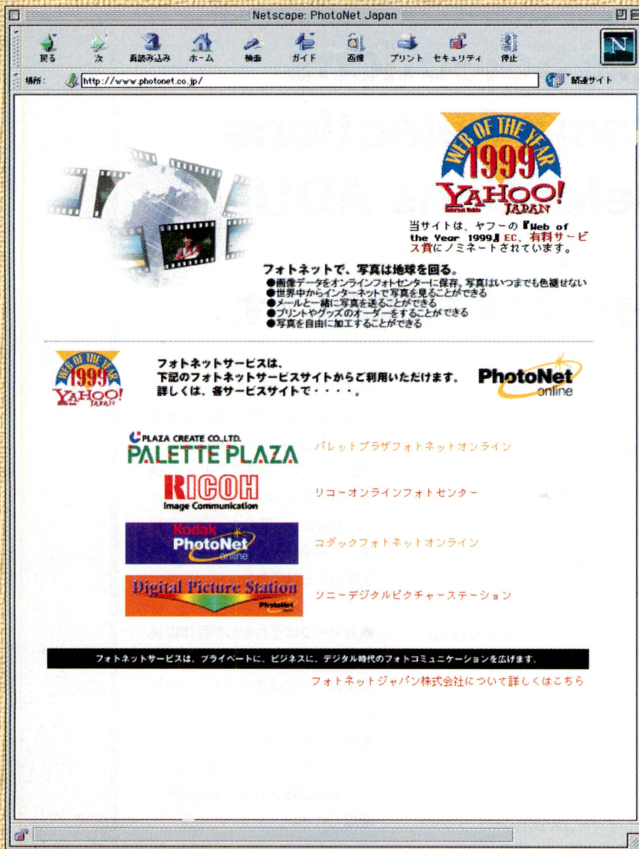 Netscape: PhotoNet Japan
戻る 次 再読み込み ホーム 検索 ガイド 画像 プリント セキュリティ 停止
N
場所: http://www.photonet.co.jp/ 関連サイト
WEB OF THE YEAR
1999
YAHOO!
JAPAN
当サイトは、ヤフーの『Web of
the Year 1999』EC、有料サービ
ス賞にノミネートされています。
フォトネットで、写真は地球を回る。
●画像データをオンラインフォトセンターに保存。写真はいつまでも色褪せない
●世界中からインターネットで写真を見ることができる
●メールと一緒に写真を送ることができる
●プリントやグッズのオーダーをすることができる
●写真を自由に加工することができる
WEB OF THE YEAR
1999
YAHOO!
JAPAN
フォトネットサービスは、
下記のフォトネットサービスサイトからご利用いただけます。
詳しくは、各サービスサイトで・・・・。
PhotoNet
online
PLAZA CREATE CO.,LTD.
PALETTE PLAZA
パレットプラザフォトネットオンライン
RICOH
Image Communication
リコーオンラインフォトセンター
Kodak
PhotoNet
online
コダックフォトネットオンライン
Digital Picture Station
PhotoNet
ソニーデジタルピクチャーステーション
フォトネットサービスは、プライベートに、ビジネスに、デジタル時代のフォトコミュニケーションを広げます。
フォトネットジャパン株式会社について詳しくはこちら